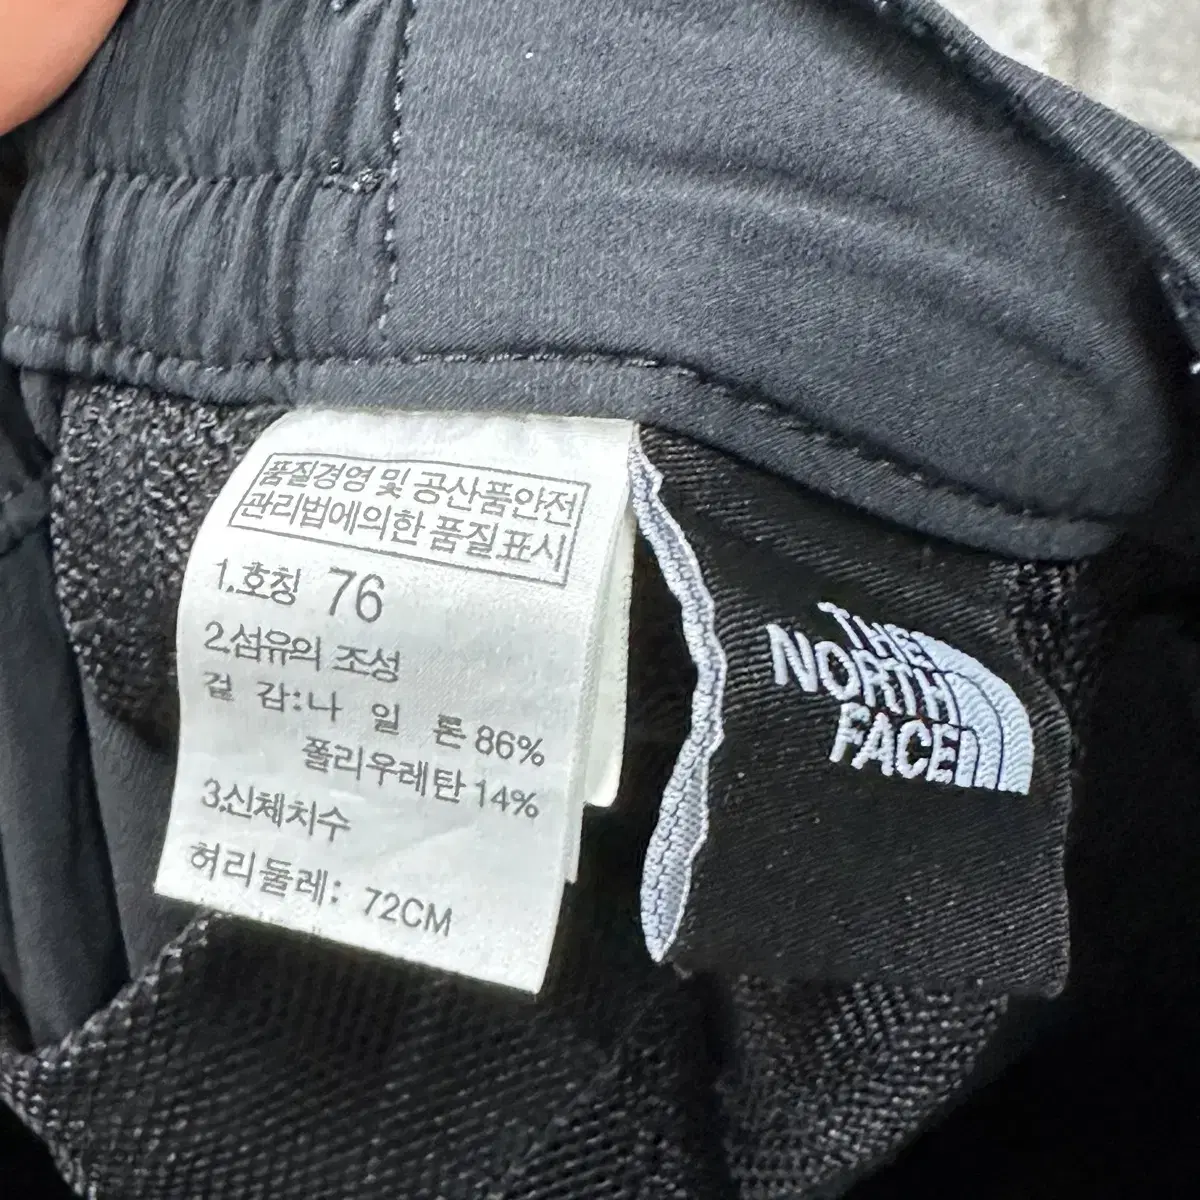 품질경영 및 공산품안전
관리법에의한 품질표시
1.호칭 76
2.섬유의 조성
겉 감:나 일 론 86%
폴리우레탄 14%
3.신체치수
허리둘레: 72CM
THE
NORTH
FACE